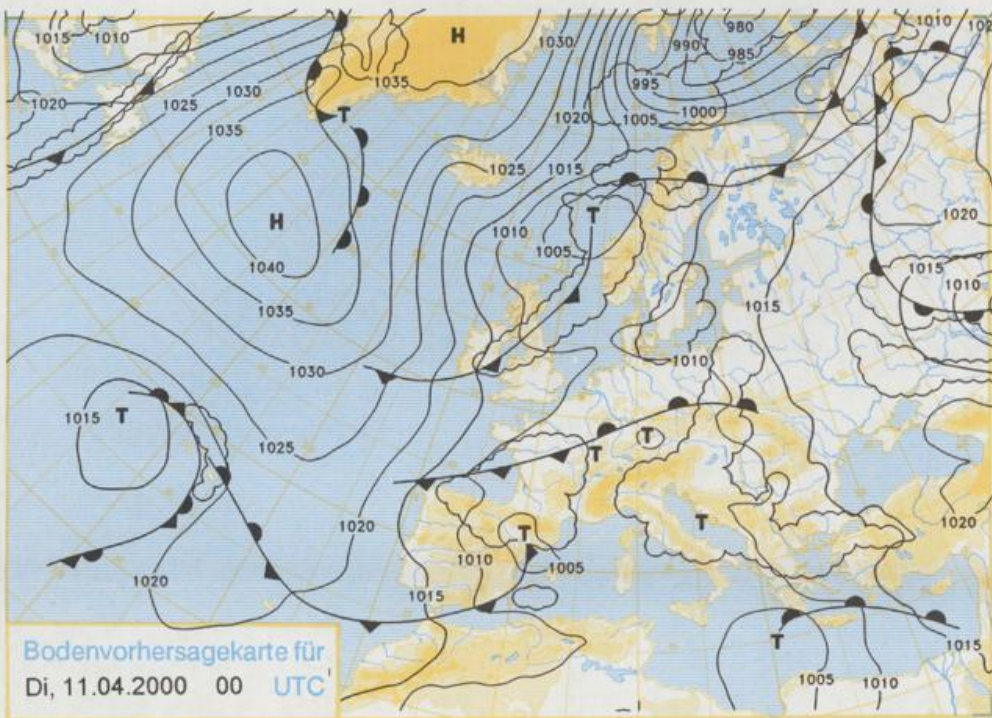 1015 1010 H 1030 980 1010
990 985
1035 995
1020 1025 1030 1020 1005 1000
T
1035 1025 1015
H T 1010 1020
1005
1040 1015 1010
1035 1015
1030 1010
1015 T
1025 T
T
T
1020 T 1020
1010 1005
1020 1015
T 1015
1005 1010
Bodenvorhersagekarte für
Di, 11.04.2000 00 UTC